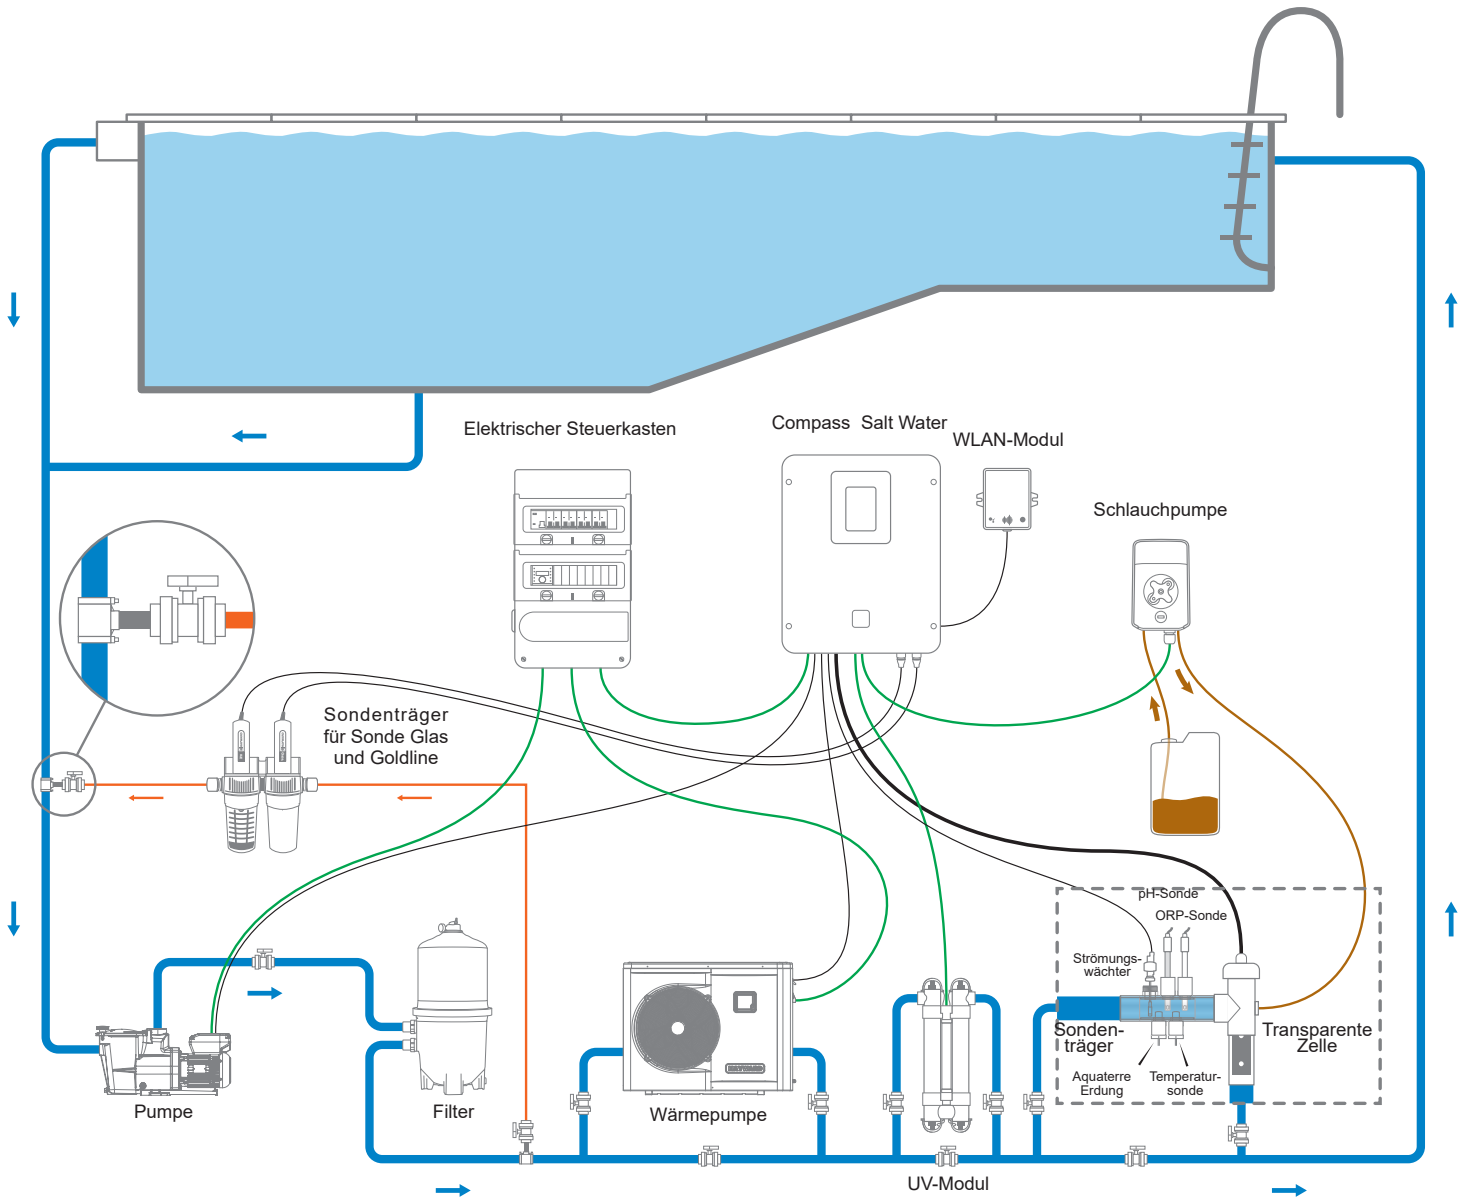 Elektrischer Steuerkasten
Compass Salt Water
WLAN-Modul
Schlauchpumpe
Sondenträger
für Sonde Glas
und Goldline
pH-Sonde
ORP-Sonde
Strömungs-
wächter
Sonden-
träger
Transparente
Zelle
Aquaterre
Erdung
Temperatur-
sonde
Pumpe
Filter
Wärmepumpe
HAYWARD
UV-Modul